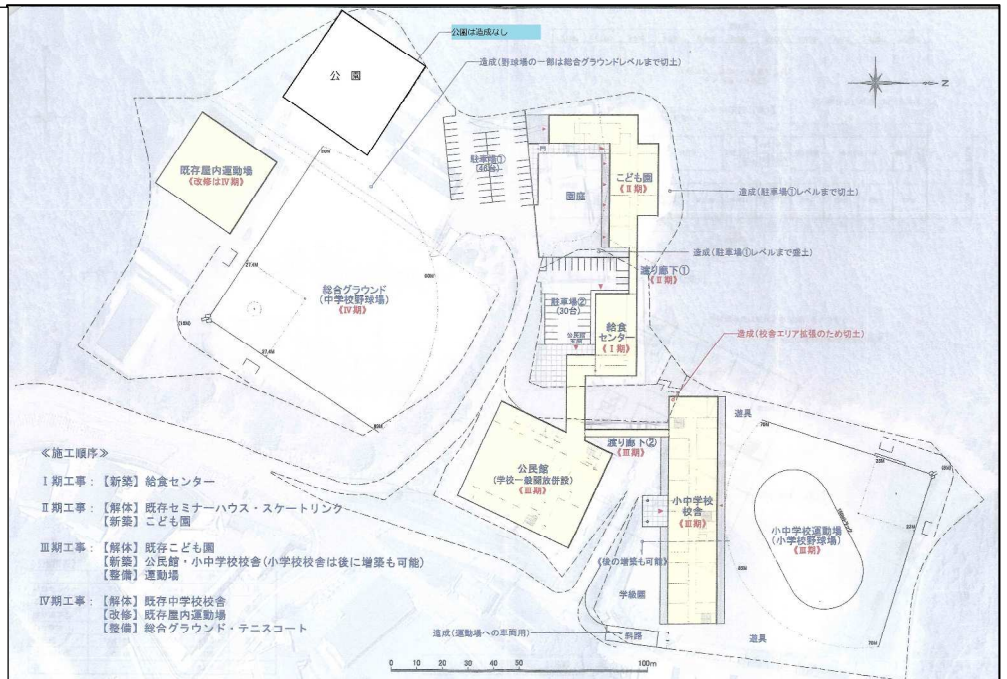 公園は造成なし
造成(野球場の一部は総合グラウンドレベルまで切土)
公園
N
既存屋内運動場
《改修はⅣ期》
駐車場①
(46台)
こども園
《Ⅱ期》
園庭
造成(駐車場①レベルまで切土)
造成(駐車場①レベルまで盛土)
渡り廊下①
《Ⅱ期》
総合グラウンド
(中学校野球場)
《Ⅳ期》
27.4M
27.4M
駐車場②
(30台)
給食
センター
《Ⅰ期》
造成(校舎エリア拡張のため切土)
遊具
渡り廊下②
《Ⅲ期》
公民館
(学校一般開放併設)
《Ⅲ期》
小中学校
校舎
《Ⅲ期》
小中学校運動場
(小学校野球場)
《Ⅲ期》
《後の増築も可能》
学級園
斜路
遊具
造成(運動場への車両用)
≪施工順序≫
Ⅰ期工事:【新築】給食センター
Ⅱ期工事:【解体】既存セミナーハウス・スケートリンク
【新築】こども園
Ⅲ期工事:【解体】既存こども園
【新築】公民館・小中学校校舎(小学校校舎は後に増築も可能)
【整備】運動場
Ⅳ期工事:【解体】既存中学校校舎
【改修】既存屋内運動場
【整備】総合グラウンド・テニスコート
0 10 20 30 40 50 100m